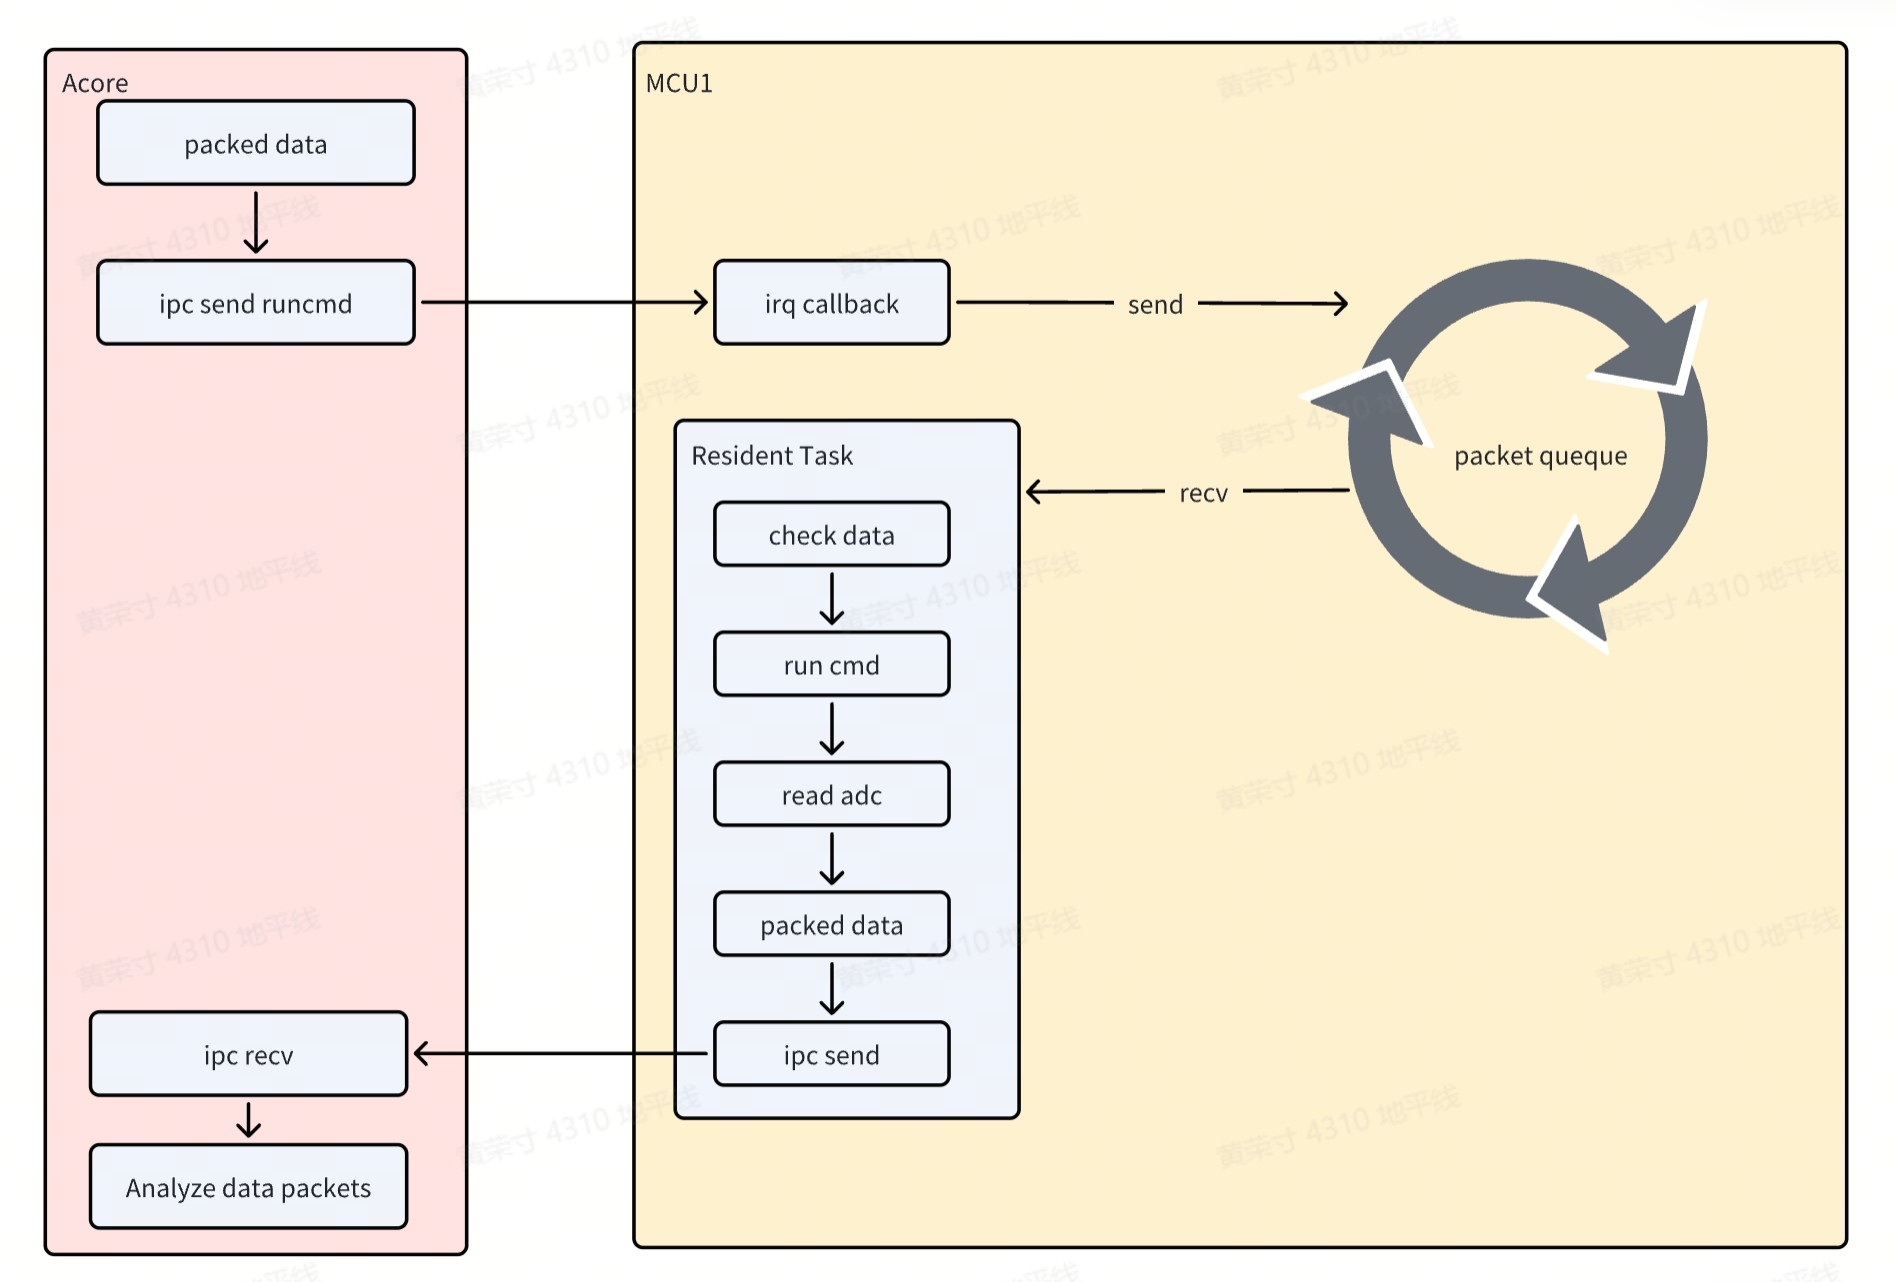 Acore
packed data
ipc send runcmd
ipc recv
Analyze data packets
MCU1
irq callback
send
packet queque
recv
Resident Task
check data
run cmd
read adc
packed data
ipc send
黄荣寸 4310 地平线